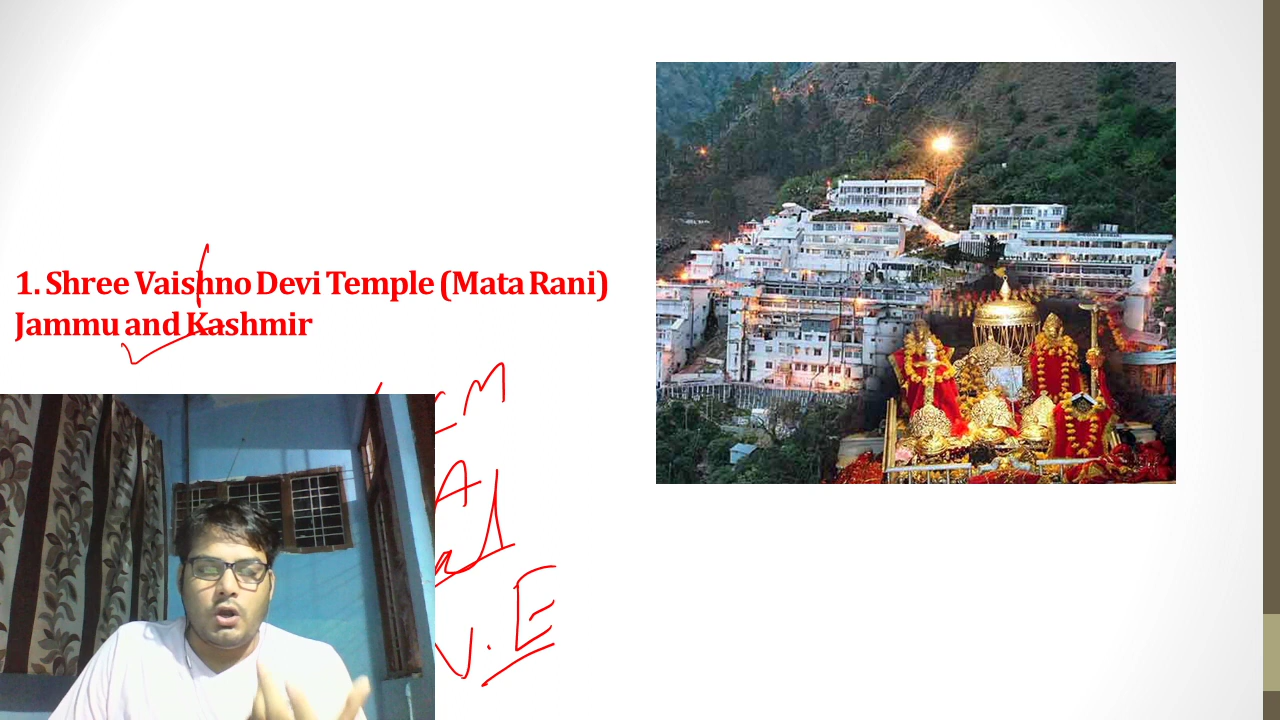 1. Shree Vaishno Devi Temple (Mata Rani)
Jammu and Kashmir
M
A
V. E